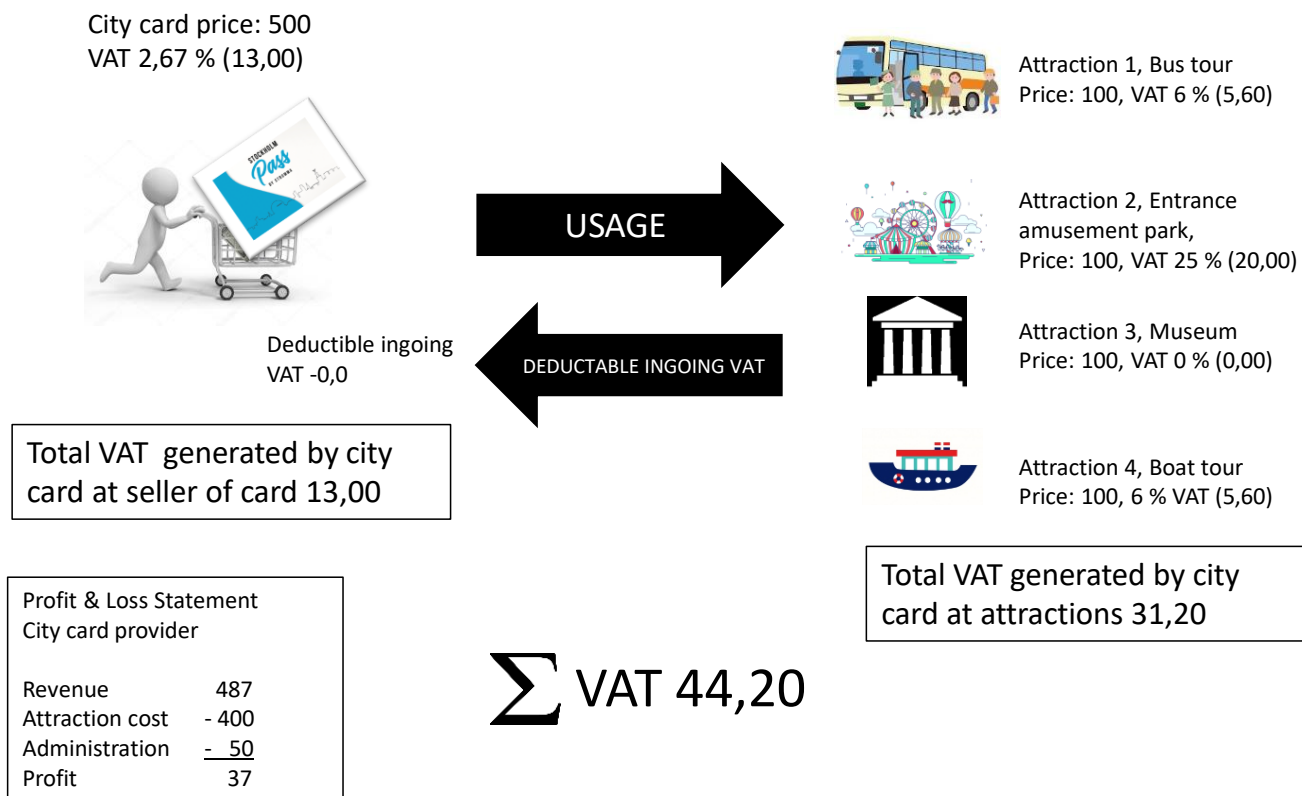 City card price: 500
VAT 2,67 % (13,00)
STOCKHOLM
Pass
BY STROMMA
Deductible ingoing
VAT -0,0
Total VAT generated by city
card at seller of card 13,00
Profit & Loss Statement
City card provider
Revenue 487
Attraction cost - 400
Administration - 50
Profit 37
USAGE
DEDUCTABLE INGOING VAT
∑ VAT 44,20
Attraction 1, Bus tour
Price: 100, VAT 6 % (5,60)
Attraction 2, Entrance
amusement park,
Price: 100, VAT 25 % (20,00)
Attraction 3, Museum
Price: 100, VAT 0 % (0,00)
Attraction 4, Boat tour
Price: 100, 6 % VAT (5,60)
Total VAT generated by city
card at attractions 31,20